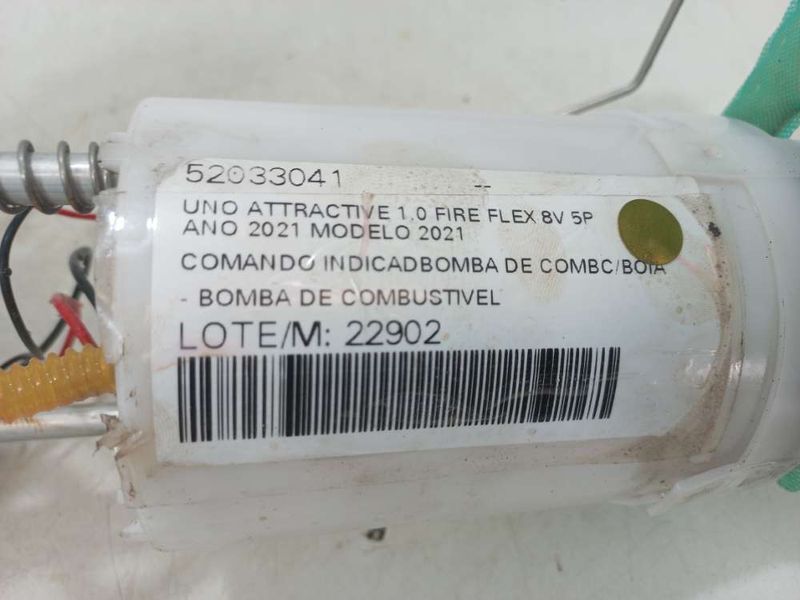 52033041 --
UNO ATTRACTIVE 1.0 FIRE FLEX 8V 5P
ANO 2021 MODELO 2021
COMANDO INDICADBOMBA DE COMBC/BOIA
- BOMBA DE COMBUSTIVEL
LOTE/M: 22902